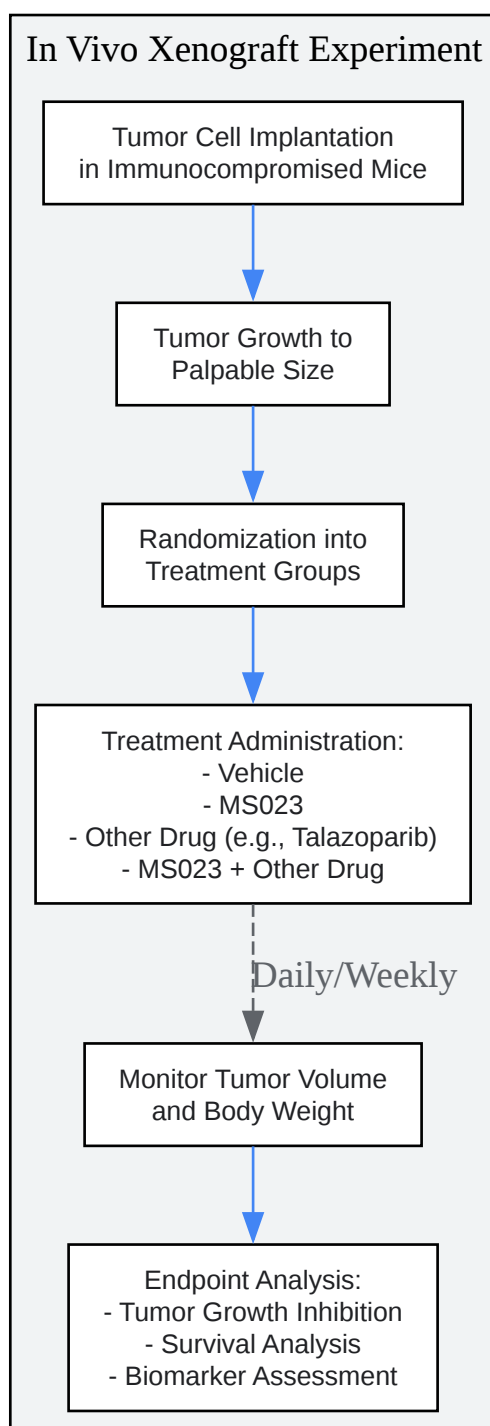 In Vivo Xenograft Experiment
Tumor Cell Implantation
in Immunocompromised Mice
Tumor Growth to
Palpable Size
Randomization into
Treatment Groups
Treatment Administration:
- Vehicle
- MS023
- Other Drug (e.g., Talazoparib)
- MS023 + Other Drug
Daily/Weekly
Monitor Tumor Volume
and Body Weight
Endpoint Analysis:
- Tumor Growth Inhibition
- Survival Analysis
- Biomarker Assessment